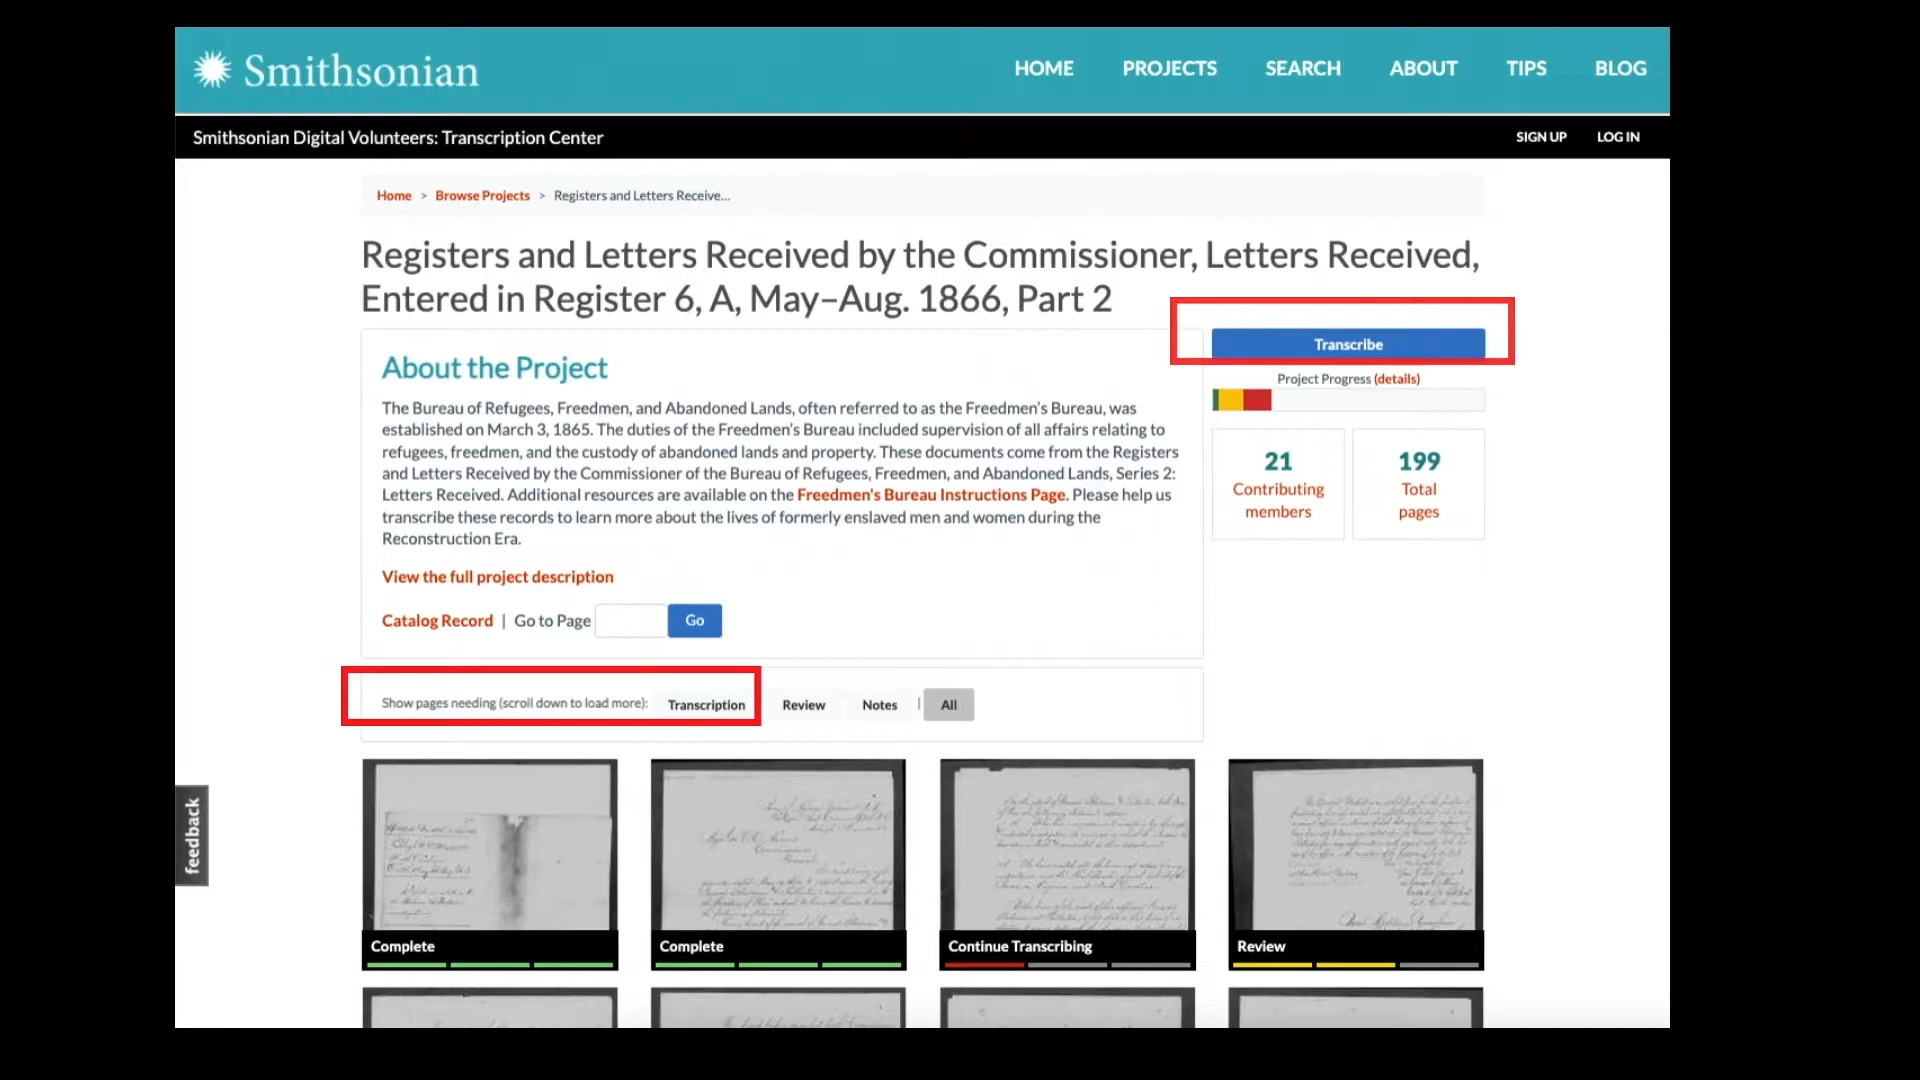 Smithsonian
HOME PROJECTS SEARCH ABOUT TIPS BLOG
Smithsonian Digital Volunteers: Transcription Center
SIGN UP LOG IN
Home > Browse Projects > Registers and Letters Receive...
Registers and Letters Received by the Commissioner, Letters Received,
Entered in Register 6, A, May–Aug. 1866, Part 2
About the Project
The Bureau of Refugees, Freedmen, and Abandoned Lands, often referred to as the Freedmen's Bureau, was
established on March 3, 1865. The duties of the Freedmen's Bureau included supervision of all affairs relating to
refugees, freedmen, and the custody of abandoned lands and property. These documents come from the Registers
and Letters Received by the Commissioner of the Bureau of Refugees, Freedmen, and Abandoned Lands, Series 2:
Letters Received. Additional resources are available on the Freedmen's Bureau Instructions Page. Please help us
transcribe these records to learn more about the lives of formerly enslaved men and women during the
Reconstruction Era.
View the full project description
Catalog Record | Go to Page Go
Transcribe
Project Progress (details)
21
Contributing
members
199
Total
pages
Show pages needing (scroll down to load more): Transcription Review Notes | All
feedback
Complete
Complete
Continue Transcribing
Review